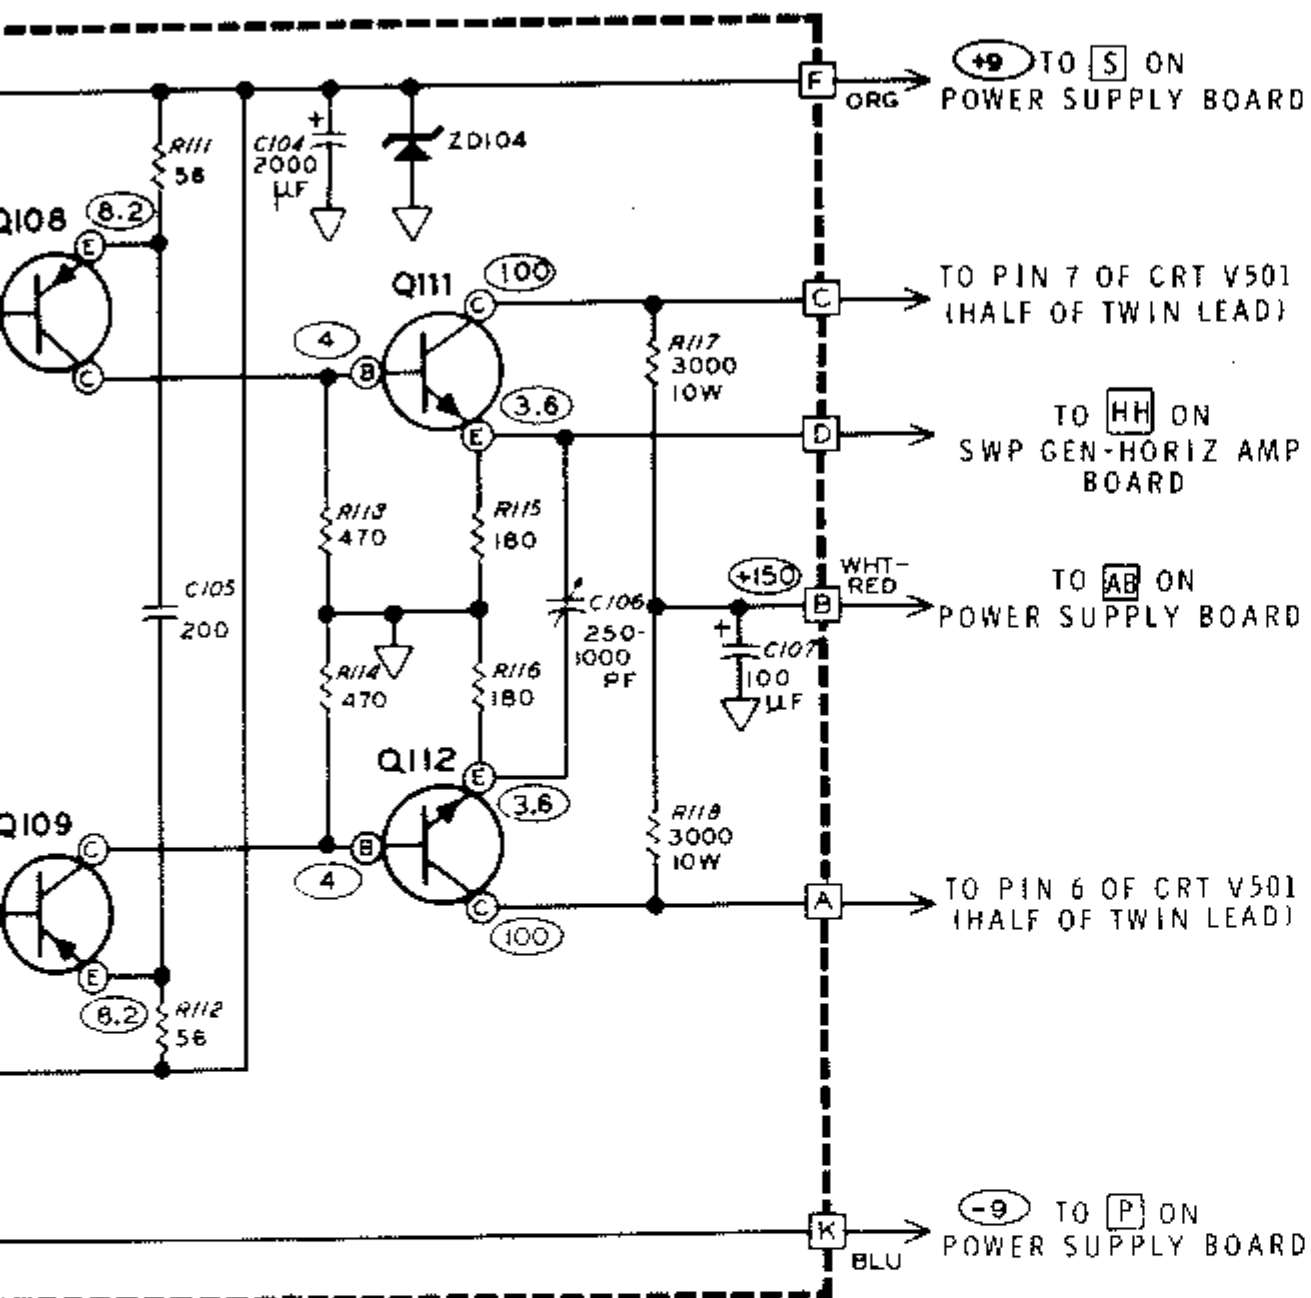 +9 TO S ON
POWER SUPPLY BOARD
F
ORG
R111
56
C104
2000
µF
+
ZD104
Q108
8.2
E
C
Q111
100
C
4
B
3.6
E
C
TO PIN 7 OF CRT V501
(HALF OF TWIN LEAD)
R117
3000
10W
D
TO HH ON
SWP GEN-HORIZ AMP
BOARD
R113
470
R115
180
C105
200
C106
250-
3000
PF
+150
WHT-
RED
B
TO AB ON
POWER SUPPLY BOARD
+
C107
100
µF
R114
470
R116
180
Q112
E
3.6
B
4
C
100
Q109
C
E
8.2
R112
56
R118
3000
10W
A
TO PIN 6 OF CRT V501
(HALF OF TWIN LEAD)
K
BLU
-9 TO P ON
POWER SUPPLY BOARD